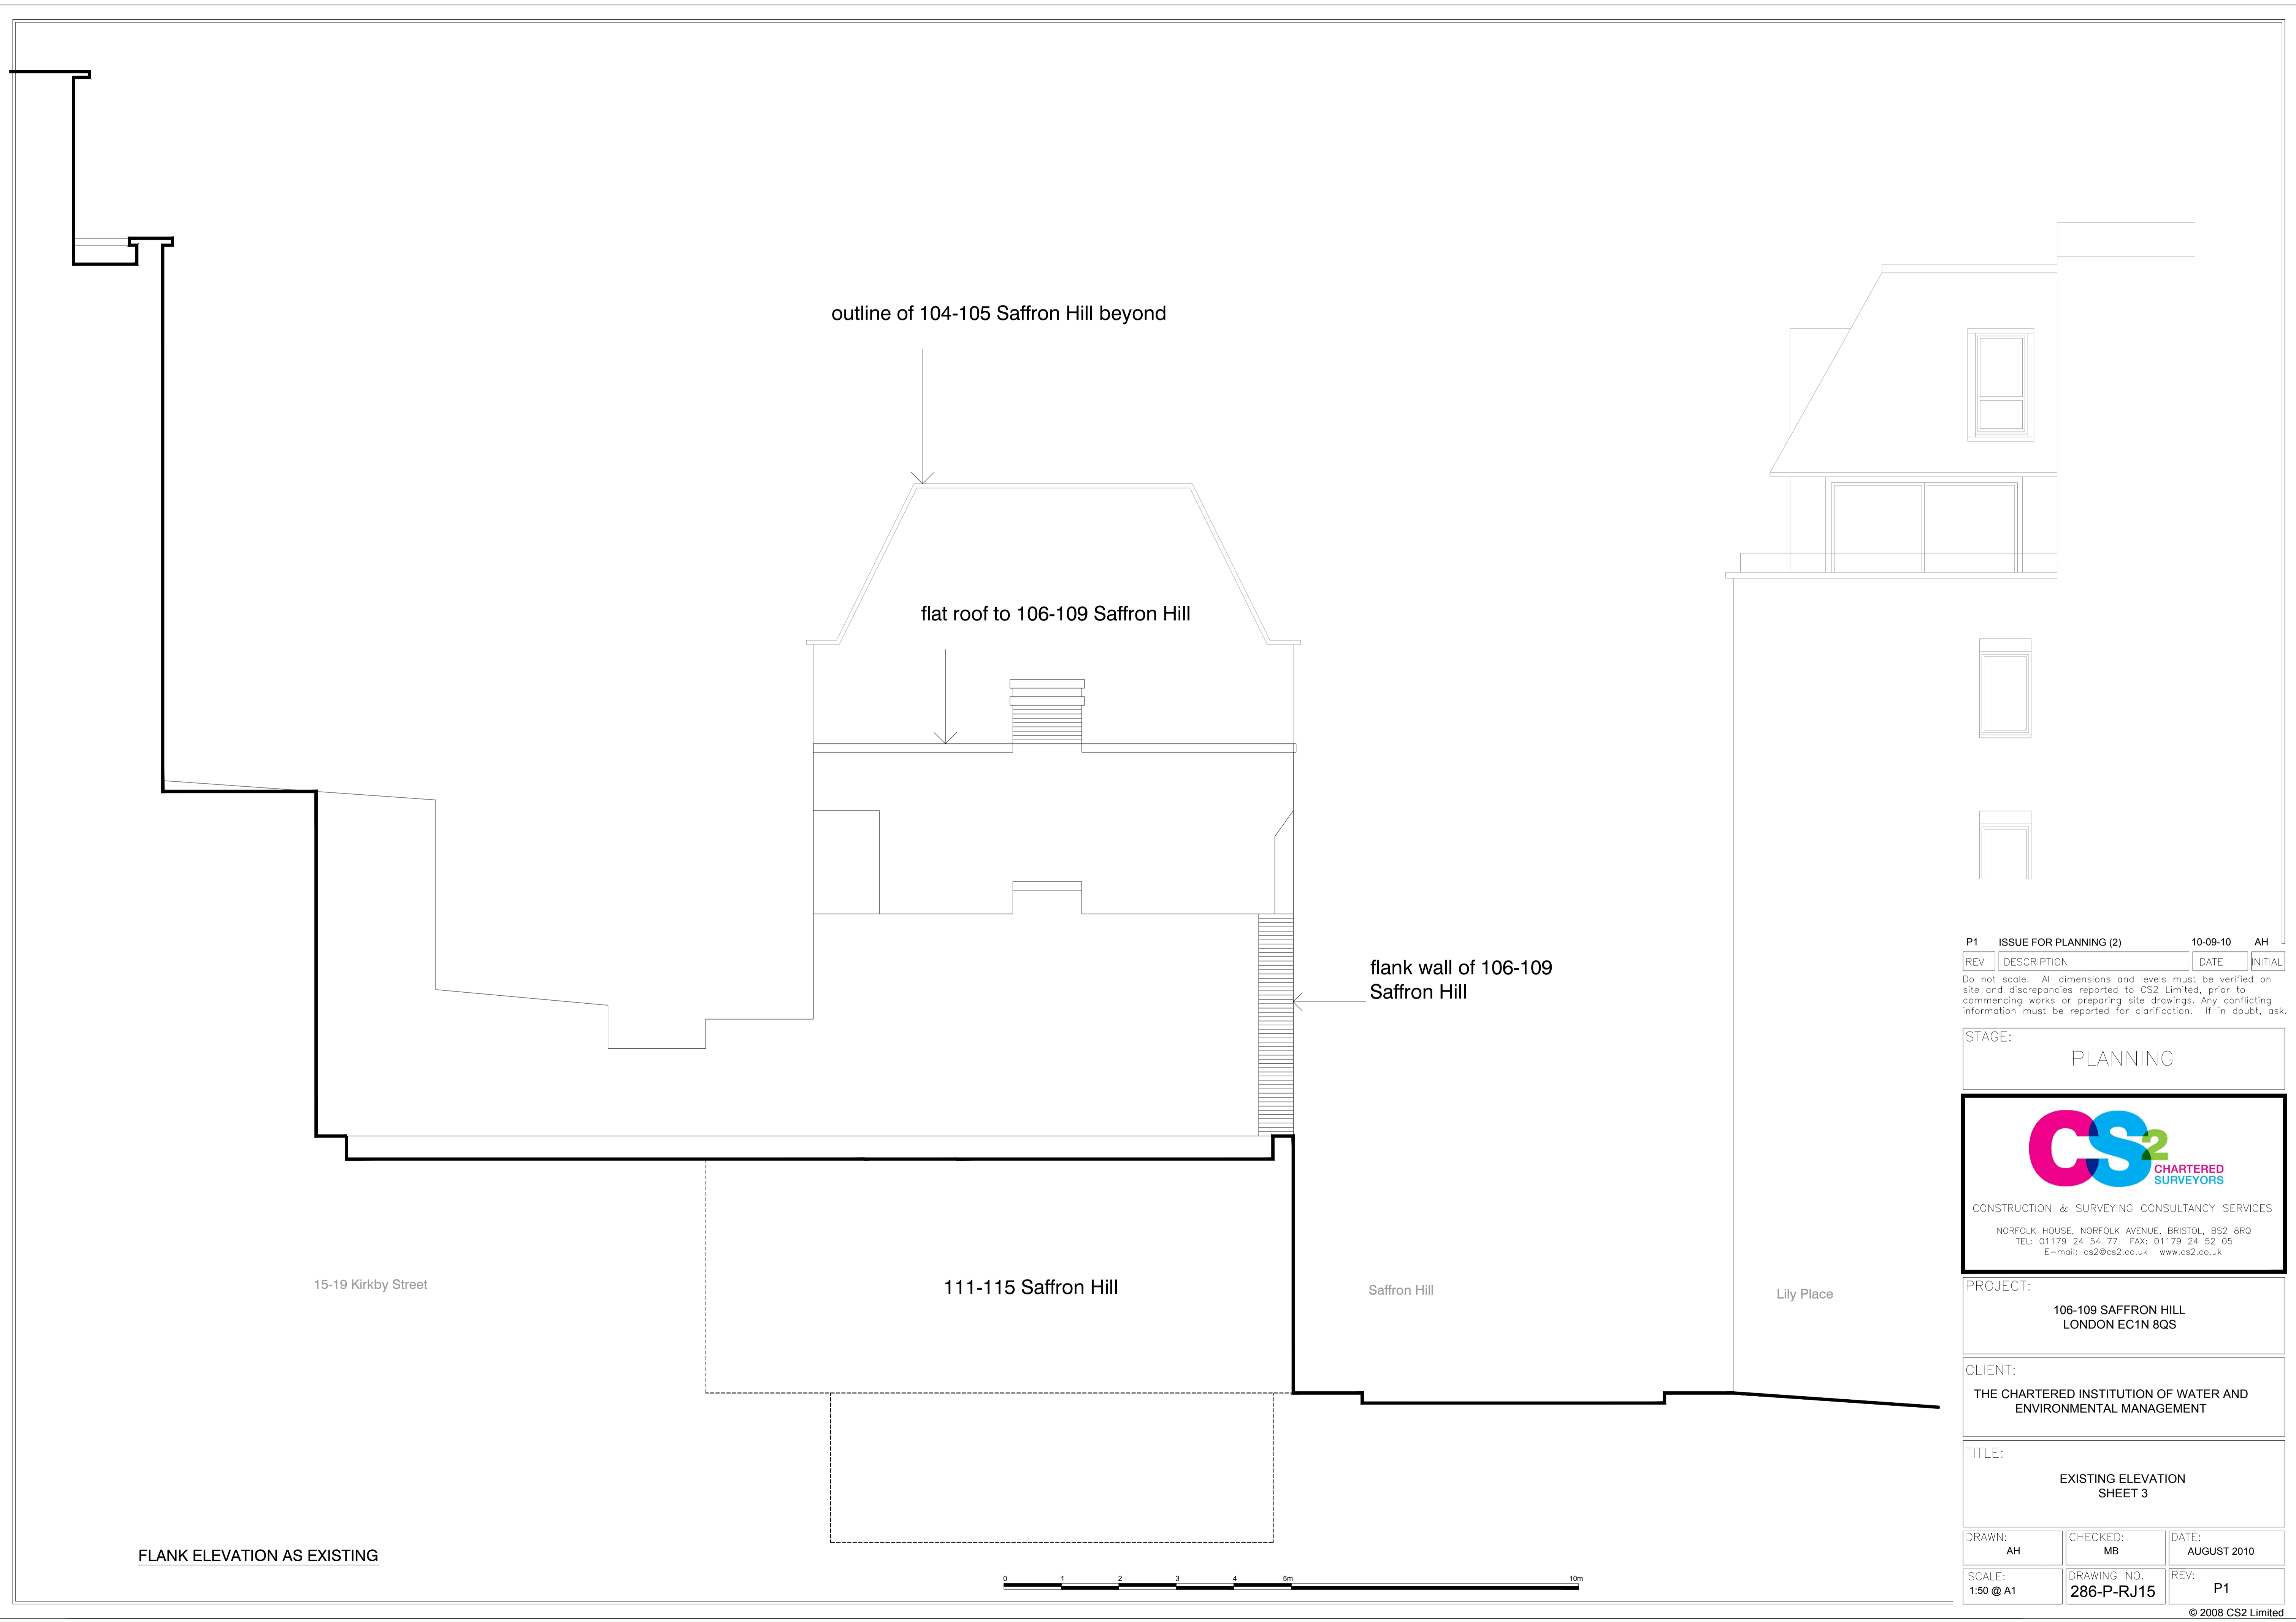 outline of 104-105 Saffron Hill beyond
flat roof to 106-109 Saffron Hill
flank wall of 106-109
Saffron Hill
15-19 Kirkby Street
111-115 Saffron Hill
Saffron Hill
Lily Place
FLANK ELEVATION AS EXISTING
0 1 2 3 4 5m 10m
P1 ISSUE FOR PLANNING (2) 10-09-10 AH
REV DESCRIPTION DATE INITIAL
Do not scale. All dimensions and levels must be verified on
site and discrepancies reported to CS2 Limited, prior to
commencing works or preparing site drawings. Any conflicting
information must be reported for clarification. If in doubt, ask.
STAGE:
PLANNING
CS2
CHARTERED
SURVEYORS
CONSTRUCTION & SURVEYING CONSULTANCY SERVICES
NORFOLK HOUSE, NORFOLK AVENUE, BRISTOL, BS2 8RQ
TEL: 01179 24 54 77 FAX: 01179 24 52 05
E-mail: cs2@cs2.co.uk www.cs2.co.uk
PROJECT:
106-109 SAFFRON HILL
LONDON EC1N 8QS
CLIENT:
THE CHARTERED INSTITUTION OF WATER AND
ENVIRONMENTAL MANAGEMENT
TITLE:
EXISTING ELEVATION
SHEET 3
DRAWN: CHECKED: DATE:
AH MB AUGUST 2010
SCALE: DRAWING NO. REV:
1:50 @ A1 286-P-RJ15 P1
© 2008 CS2 Limited